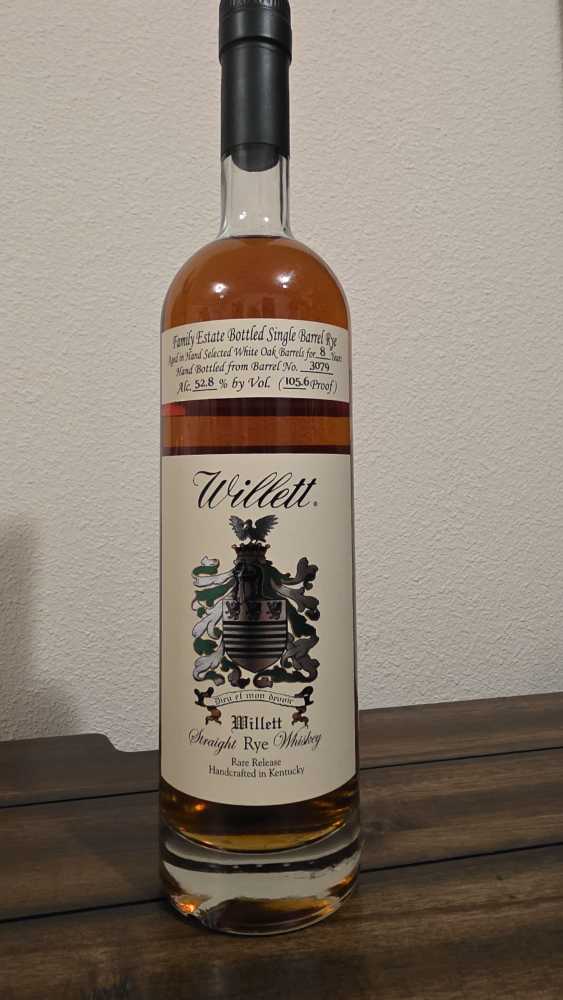 Family Estate Bottled Single Barrel Rye
Aged in Hand Selected White Oak Barrels for 8 Years
Hand Bottled from Barrel No. 3079
Alc. 52.8 % by Vol. (105.6 Proof)
Willett®
Dieu et mon devoir
Willett
Straight Rye Whiskey
Rare Release
Handcrafted in Kentucky